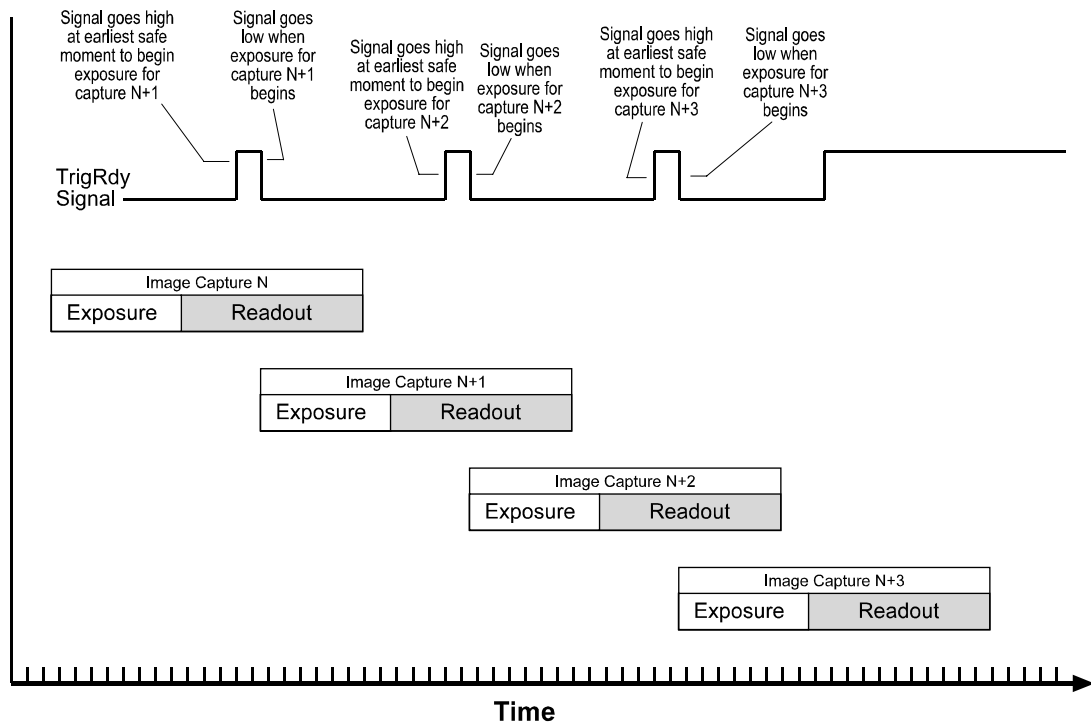 Signal goes high
at earliest safe
moment to begin
exposure for
capture N+1
Signal goes
low when
exposure for
capture N+1
begins
Signal goes high
at earliest safe
moment to begin
exposure for
capture N+2
Signal goes
low when
exposure for
capture N+2
begins
Signal goes high
at earliest safe
moment to begin
exposure for
capture N+3
Signal goes
low when
exposure for
capture N+3
begins
TrigRdy
Signal
Image Capture N
Exposure Readout
Image Capture N+1
Exposure Readout
Image Capture N+2
Exposure Readout
Image Capture N+3
Exposure Readout
Time